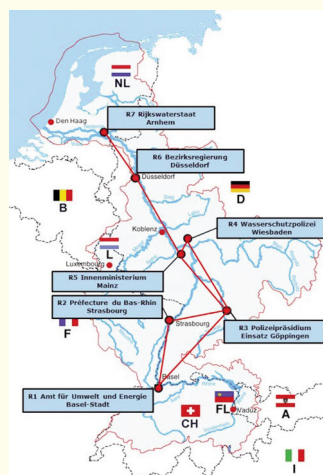 NL
Den Haag
R7 Rijkswaterstaat
Arnhem
R6 Bezirksregierung
Düsseldorf
Düsseldorf
B
D
Koblenz
R4 Wasserschutzpolizei
Wiesbaden
L
Luxembourg
R5 Innenministerium
Mainz
R2 Préfecture du Bas-Rhin
Strasbourg
F
Strasbourg
R3 Polizeipräsidium
Einsatz Göppingen
Basel
R1 Amt für Umwelt und Energie
Basel-Stadt
FL
Vaduz
A
CH
I